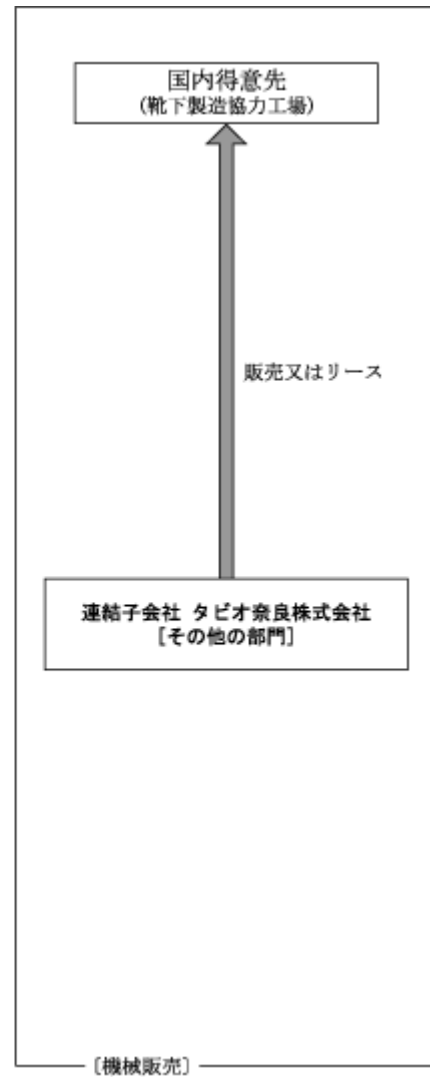 国内得意先
(靴下製造協力工場)
販売又はリース
連結子会社 タビオ奈良株式会社
[その他の部門]
[機械販売]